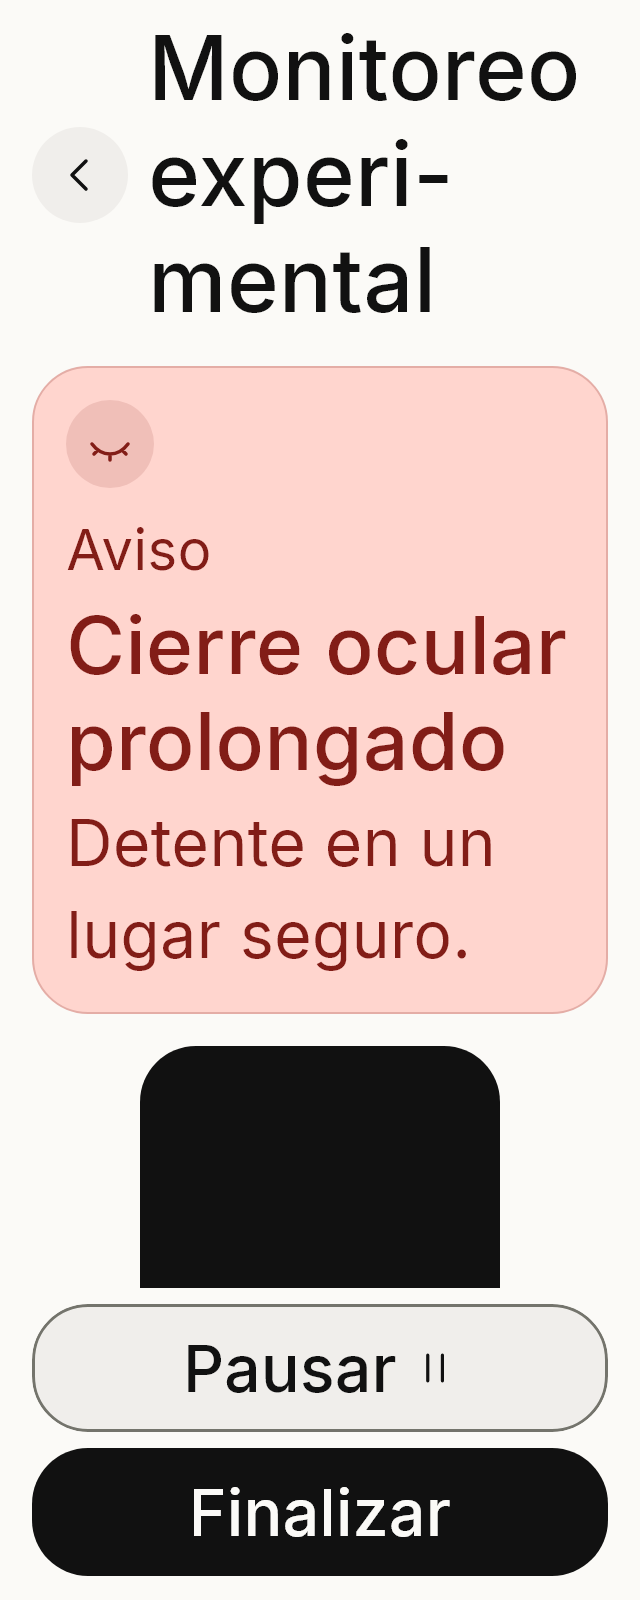 Monitoreo
experi-
mental
Aviso
Cierre ocular
prolongado
Detente en un
lugar seguro.
Pausar
Finalizar